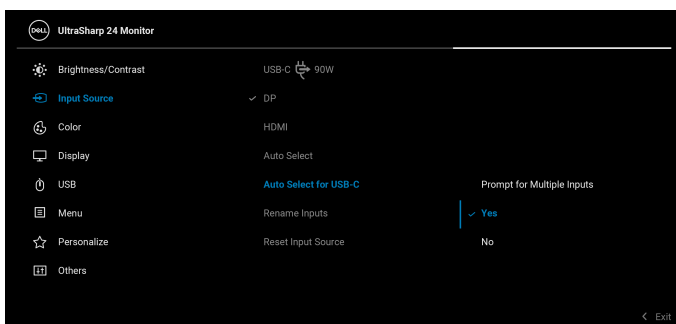 DELL UltraSharp 24 Monitor
Brightness/Contrast USB-C 90W
Input Source DP
Color HDMI
Display Auto Select
USB Auto Select for USB-C Prompt for Multiple Inputs
Menu Rename Inputs Yes
Personalize Reset Input Source No
Others
Exit